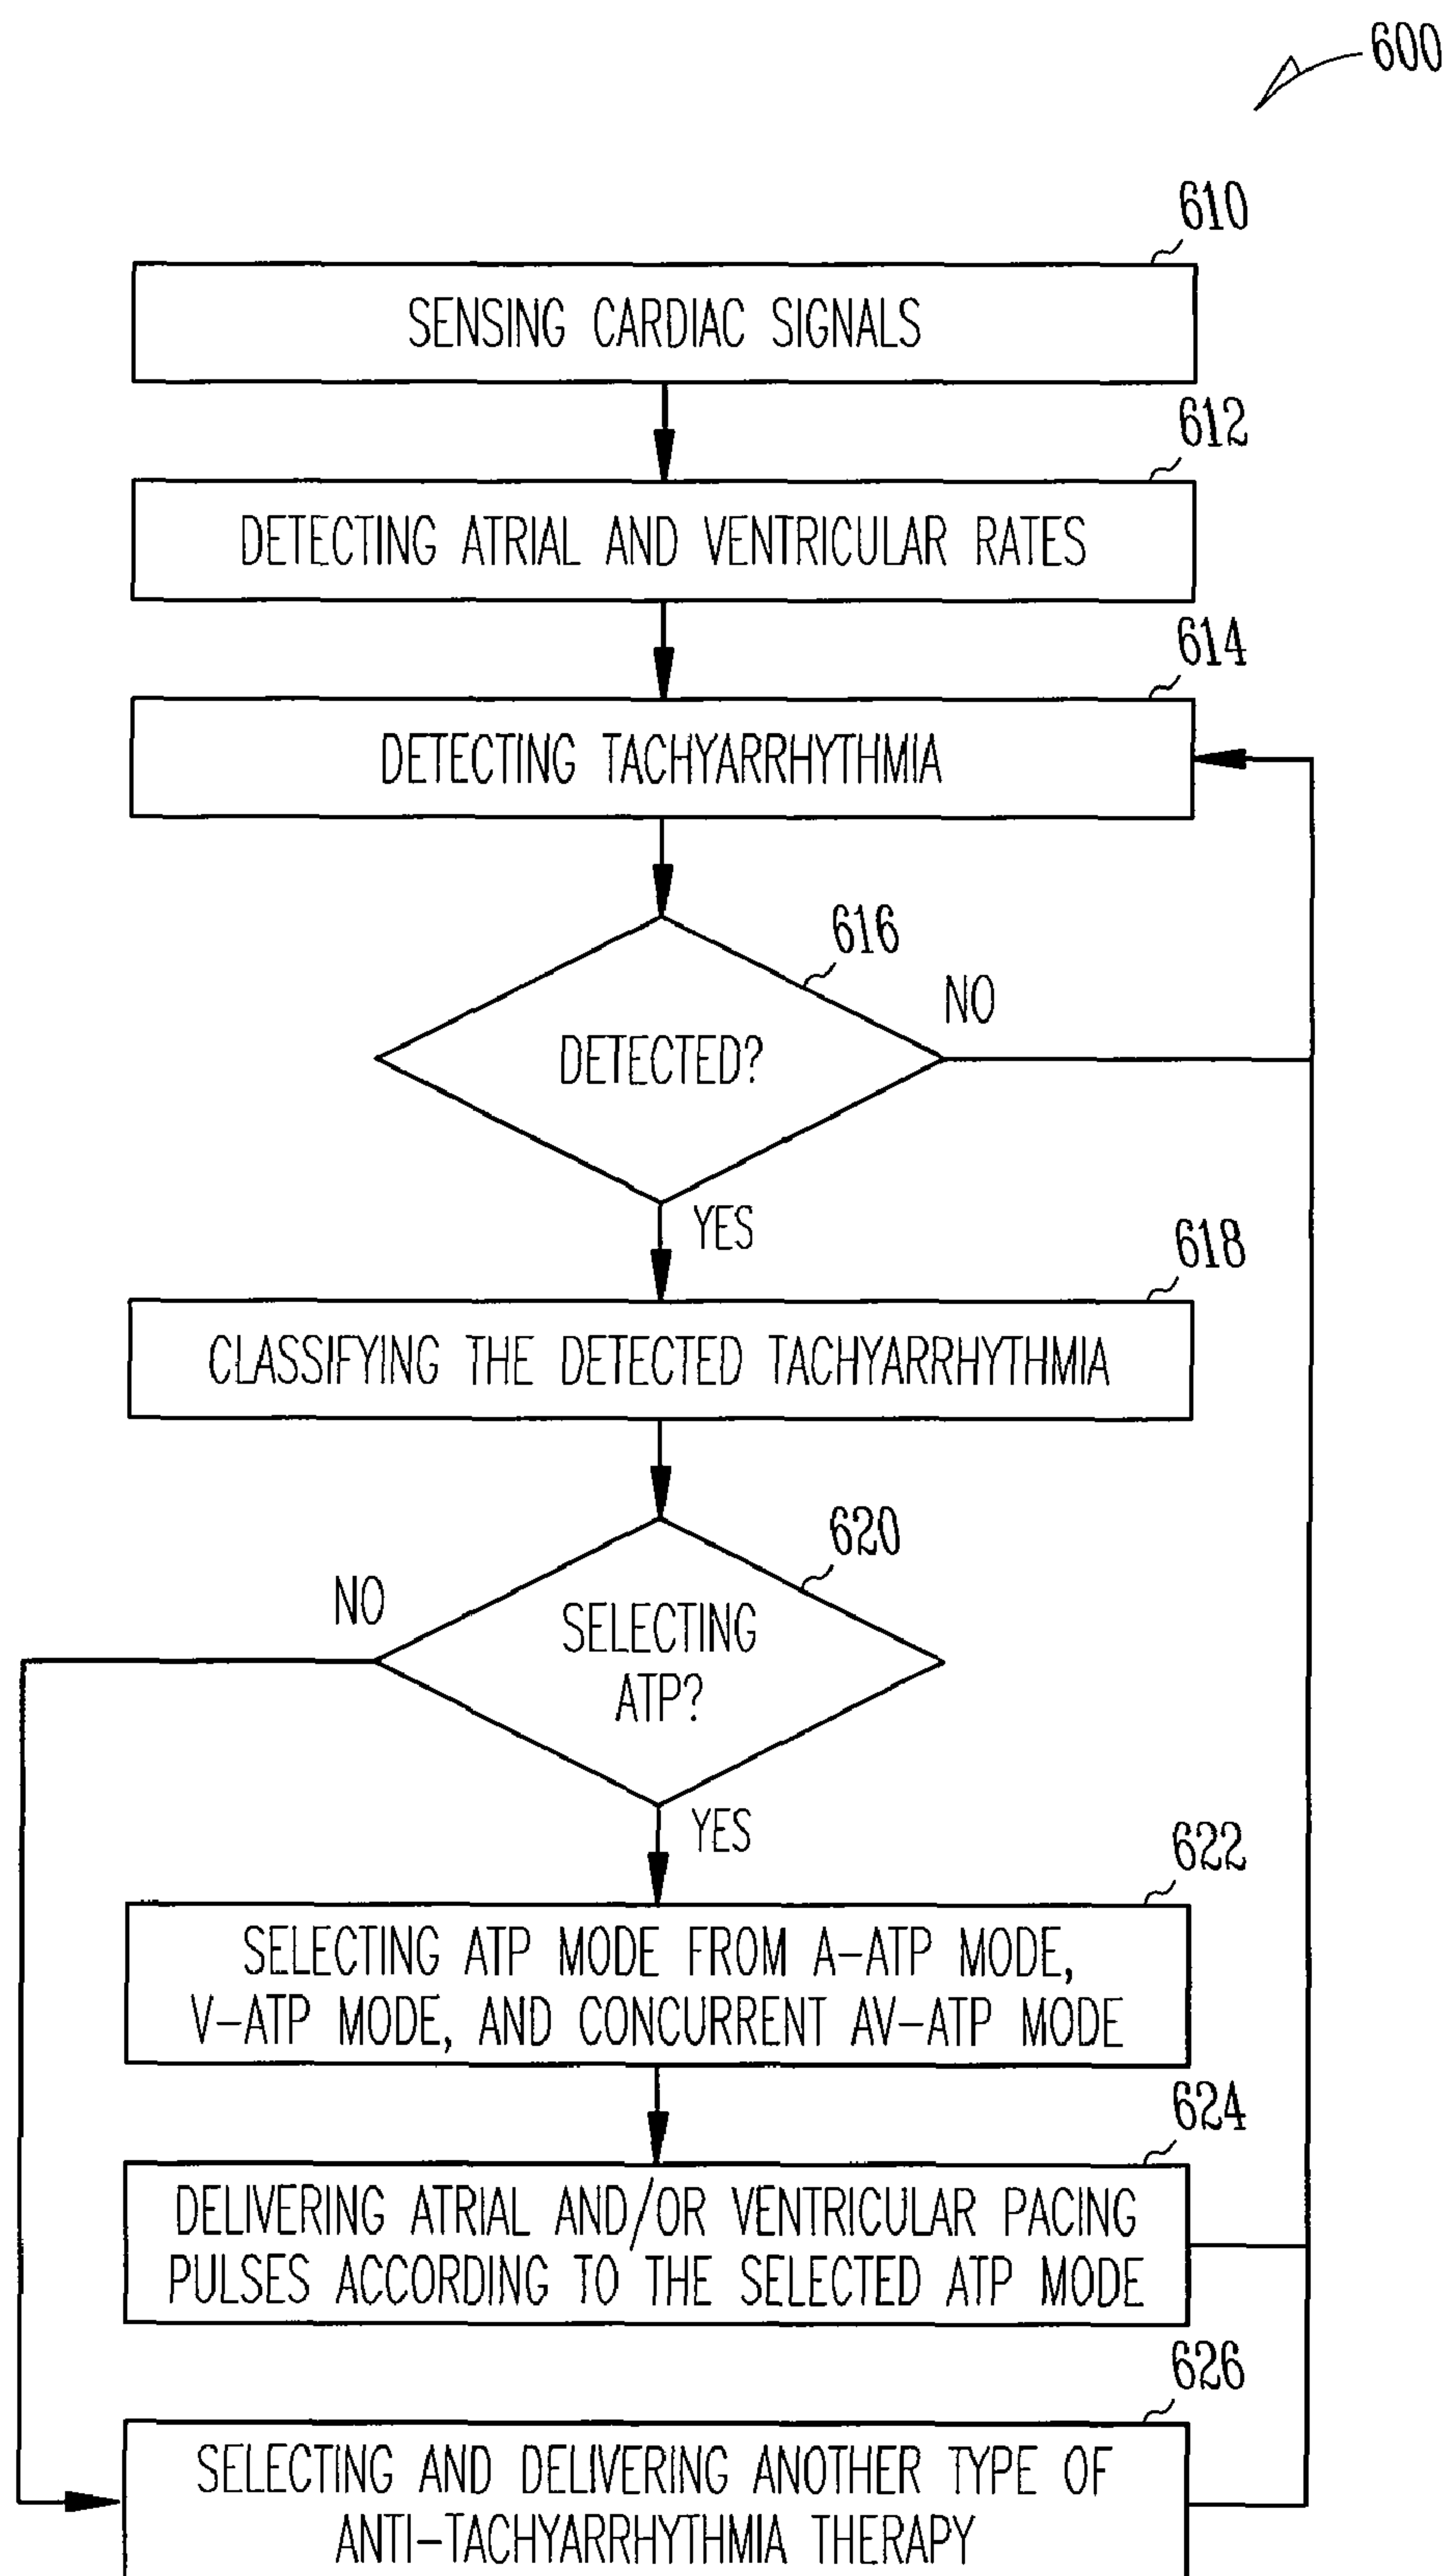 600
610
SENSING CARDIAC SIGNALS
612
DETECTING ATRIAL AND VENTRICULAR RATES
614
DETECTING TACHYARRHYTHMIA
616
NO
DETECTED?
YES
618
CLASSIFYING THE DETECTED TACHYARRHYTHMIA
620
NO
SELECTING
ATP?
YES
622
SELECTING ATP MODE FROM A-ATP MODE,
V-ATP MODE, AND CONCURRENT AV-ATP MODE
624
DELIVERING ATRIAL AND/OR VENTRICULAR PACING
PULSES ACCORDING TO THE SELECTED ATP MODE
626
SELECTING AND DELIVERING ANOTHER TYPE OF
ANTI-TACHYARRHYTHMIA THERAPY